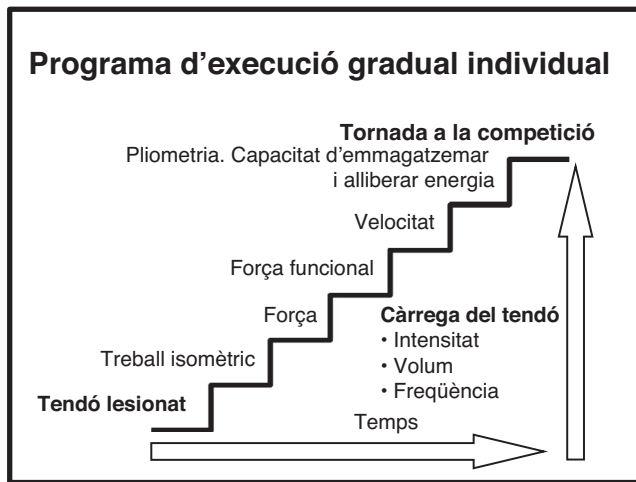 Programa d’execució gradual individual
Tornada a la competició
Pliometria. Capacitat d’emmagatzemar
i alliberar energia
Velocitat
Força funcional
Força
Treball isomètric
Tendó lesionat
Càrrega del tendó
• Intensitat
• Volum
• Freqüència
Temps